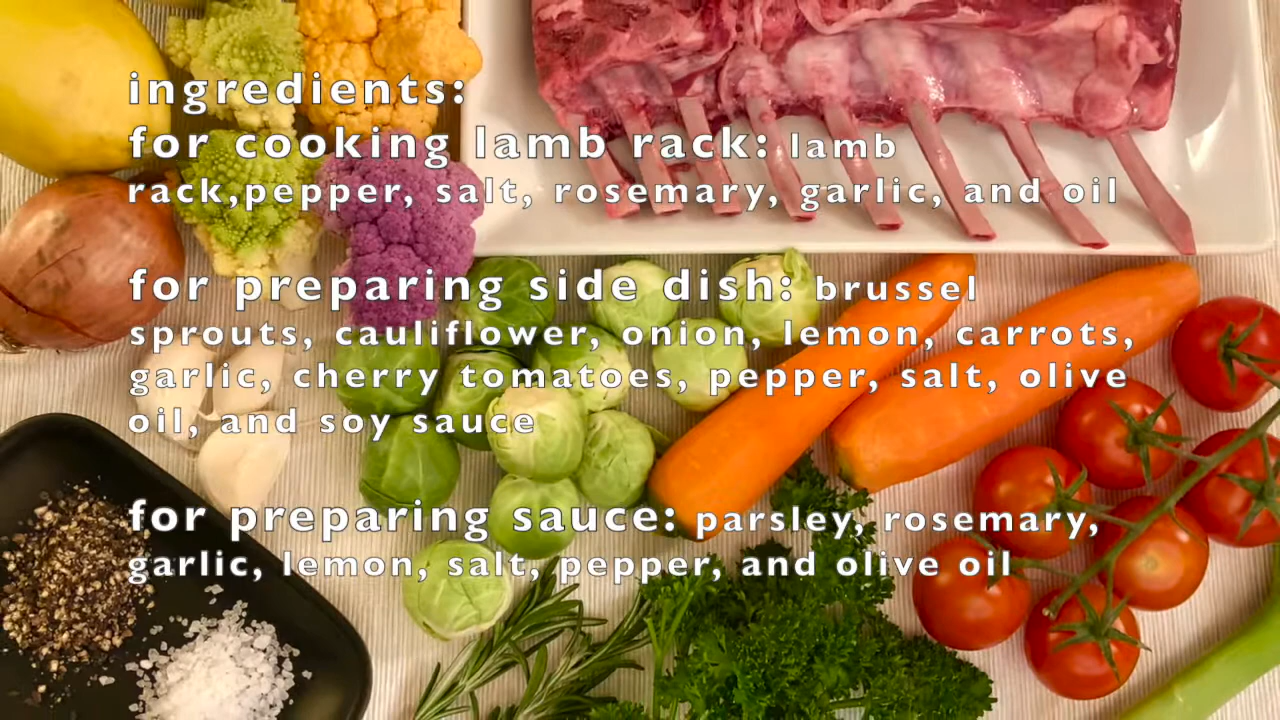 ingredients:
for cooking lamb rack: lamb
rack,pepper, salt, rosemary, garlic, and oil
for preparing side dish: brussel
sprouts, cauliflower, onion, lemon, carrots,
garlic, cherry tomatoes, pepper, salt, olive
oil, and soy sauce
for preparing sauce: parsley, rosemary,
garlic, lemon, salt, pepper, and olive oil